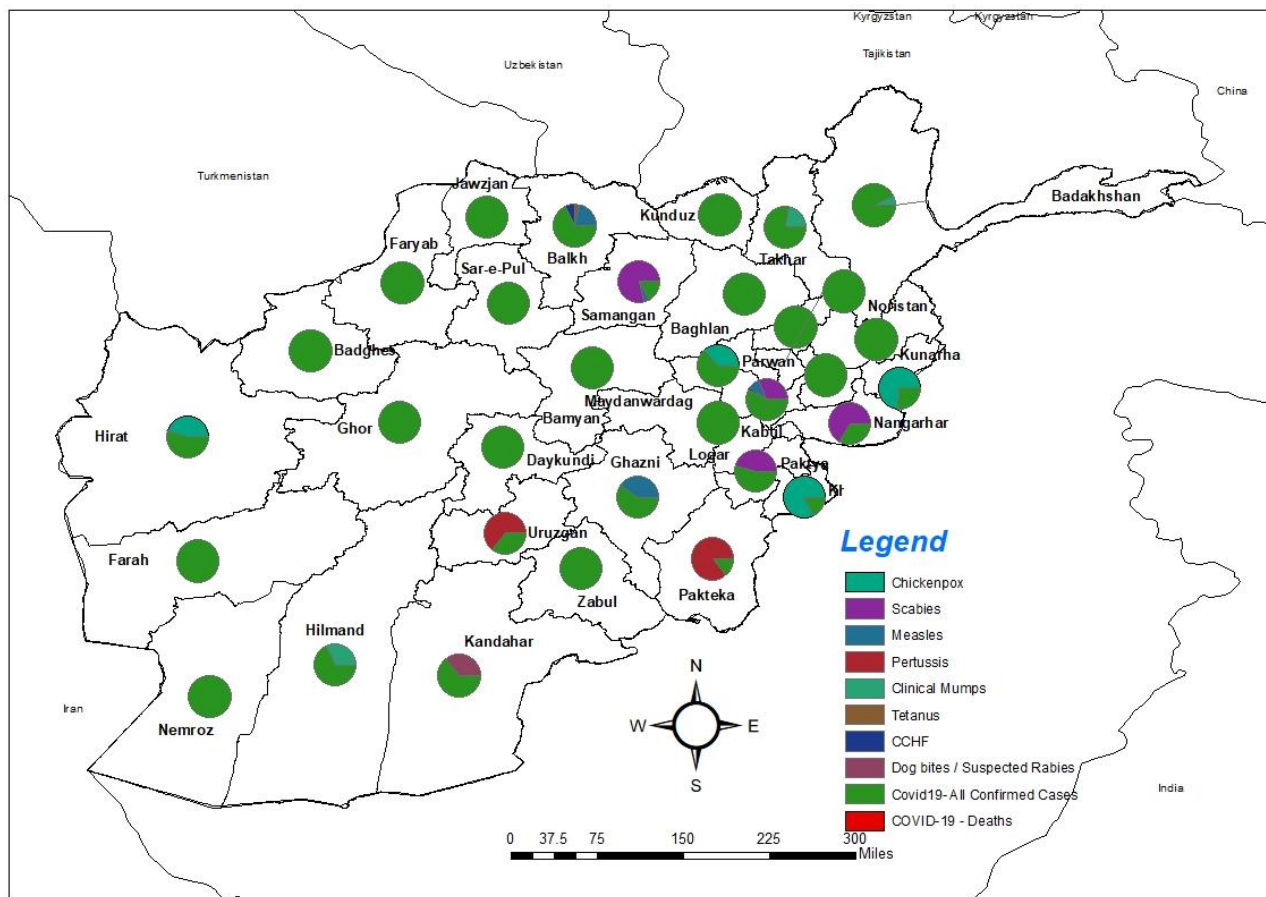 Kyrgyzstan
Kyrgyzstan
Tajikistan
Uzbekistan
China
Turkmenistan
Jawzjan
Badakhshan
Kunduz
Faryab
Balkh
Takhar
Sar-e-Pul
Samangan
Noristan
Baghlan
Badghes
Kunarha
Parwan
Maydanwardag
Bamyan
Nangarhar
Hirat
Ghor
Kabul
Logar
Daykundi
Ghazni
Paktya
Kh
Uruzgan
Farah
Zabul
Pakteka
Hilmand
Kandahar
Nemroz
Iran
India
N
W
E
S
Legend
Chickenpox
Scabies
Measles
Pertussis
Clinical Mumps
Tetanus
CCHF
Dog bites / Suspected Rabies
Covid19- All Confirmed Cases
COVID-19 - Deaths
0 37.5 75 150 225 300
Miles